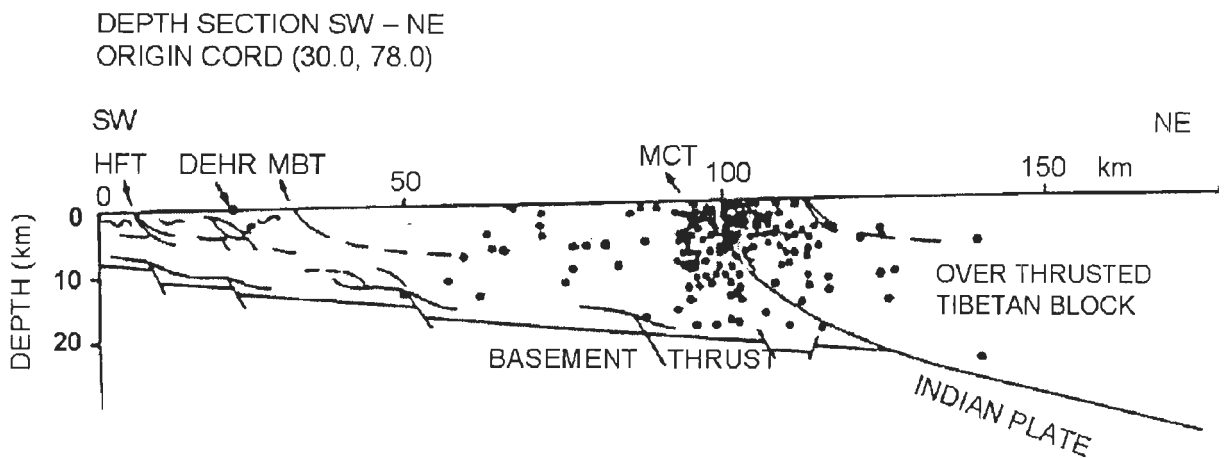 DEPTH SECTION SW – NE
ORIGIN CORD (30.0, 78.0)
SW
NE
HFT
DEHR
MBT
MCT
0
50
100
150
km
DEPTH (km)
0
10
20
OVER THRUSTED
TIBETAN BLOCK
BASEMENT THRUST
INDIAN PLATE